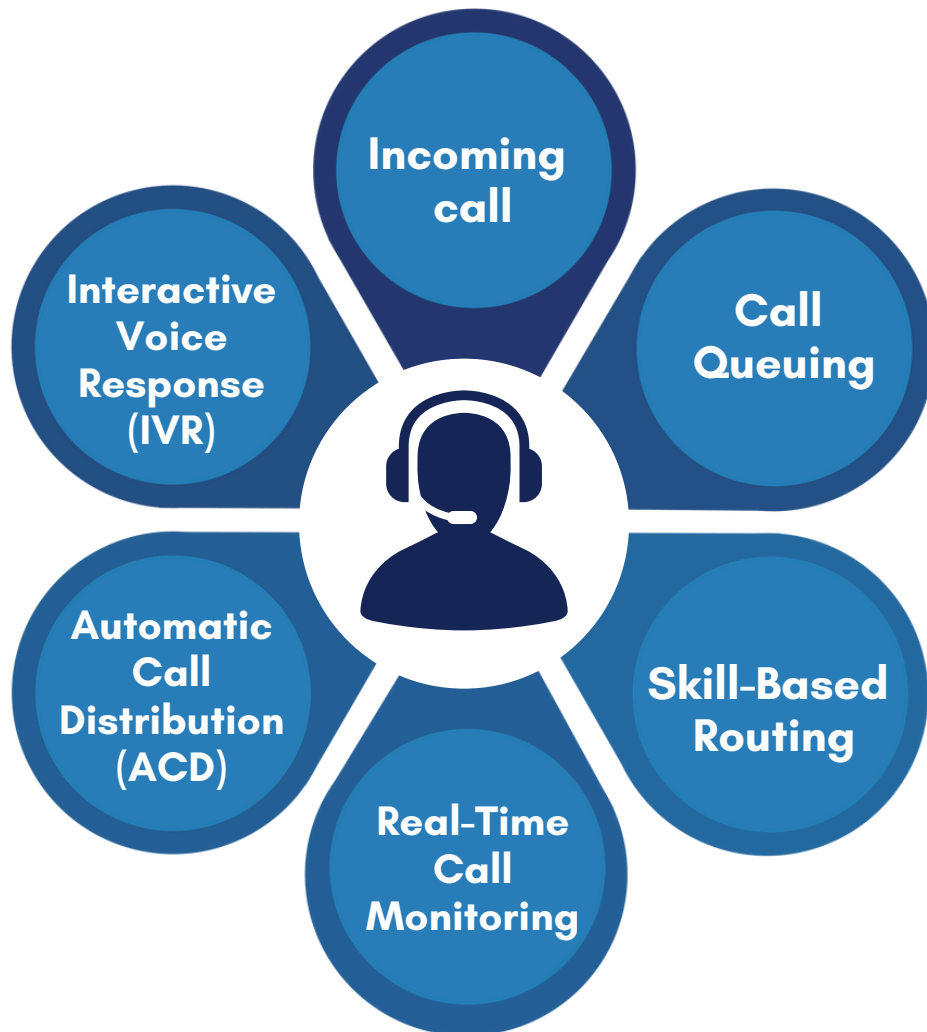 Incoming
call
Call
Queuing
Skill-Based
Routing
Real-Time
Call
Monitoring
Automatic
Call
Distribution
(ACD)
Interactive
Voice
Response
(IVR)